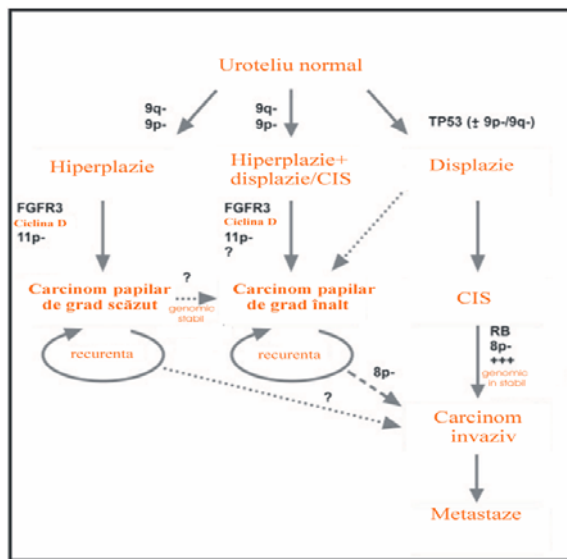 Uroteliu normal
9q-
9p-
9q-
9p-
TP53 (± 9p-/9q-)
Hiperplazie
Hiperplazie+
displazie/CIS
Displazie
FGFR3
Ciclina D
11p-
FGFR3
Ciclina D
11p-
?
Carcinom papilar
de grad scăzut
?
genomic
stabil
Carcinom papilar
de grad înalt
CIS
recurenta
recurenta
RB
8p-
+++
genomic
in stabil
8p-
?
Carcinom
invaziv
Metastaze